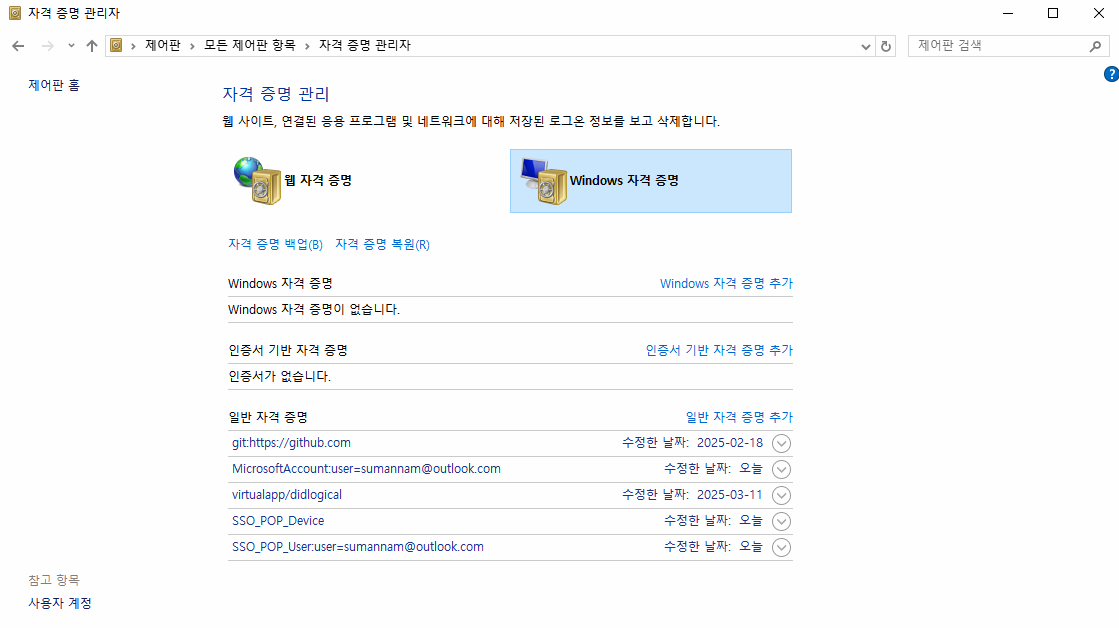 자격 증명 관리자
제어판 › 모든 제어판 항목 › 자격 증명 관리자
제어판 검색
?
제어판 홈
자격 증명 관리
웹 사이트, 연결된 응용 프로그램 및 네트워크에 대해 저장된 로그온 정보를 보고 삭제합니다.
웹 자격 증명
Windows 자격 증명
자격 증명 백업(B) 자격 증명 복원(R)
Windows 자격 증명 Windows 자격 증명 추가
Windows 자격 증명이 없습니다.
인증서 기반 자격 증명 인증서 기반 자격 증명 추가
인증서가 없습니다.
일반 자격 증명 일반 자격 증명 추가
git:https://github.com 수정한 날짜: 2025-02-18
MicrosoftAccount:user=sumannam@outlook.com 수정한 날짜: 오늘
virtualapp/didlogical 수정한 날짜: 2025-03-11
SSO_POP_Device 수정한 날짜: 오늘
SSO_POP_User:user=sumannam@outlook.com 수정한 날짜: 오늘
참고 항목
사용자 계정